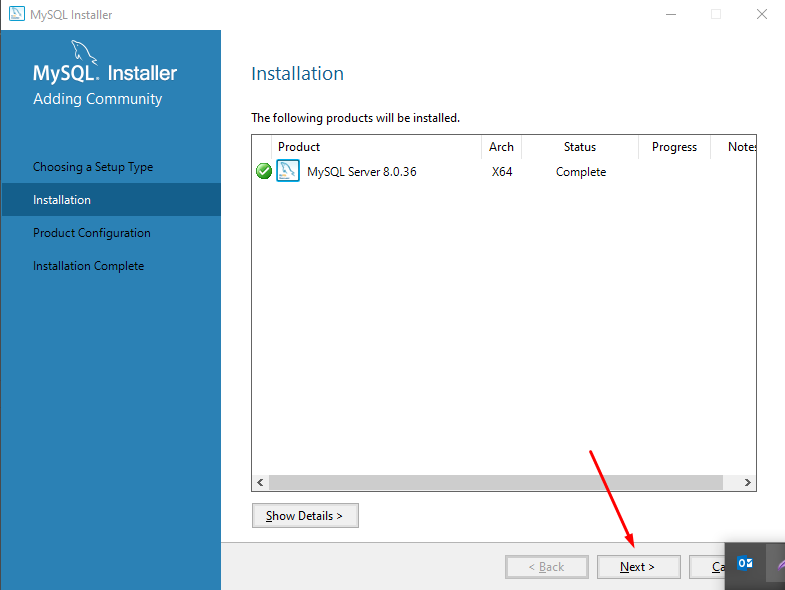 MySQL Installer
MySQL. Installer
Adding Community
Choosing a Setup Type
Installation
Product Configuration
Installation Complete
Installation
The following products will be installed.
Product Arch Status Progress Notes
MySQL Server 8.0.36 X64 Complete
Show Details >
< Back Next > Ca